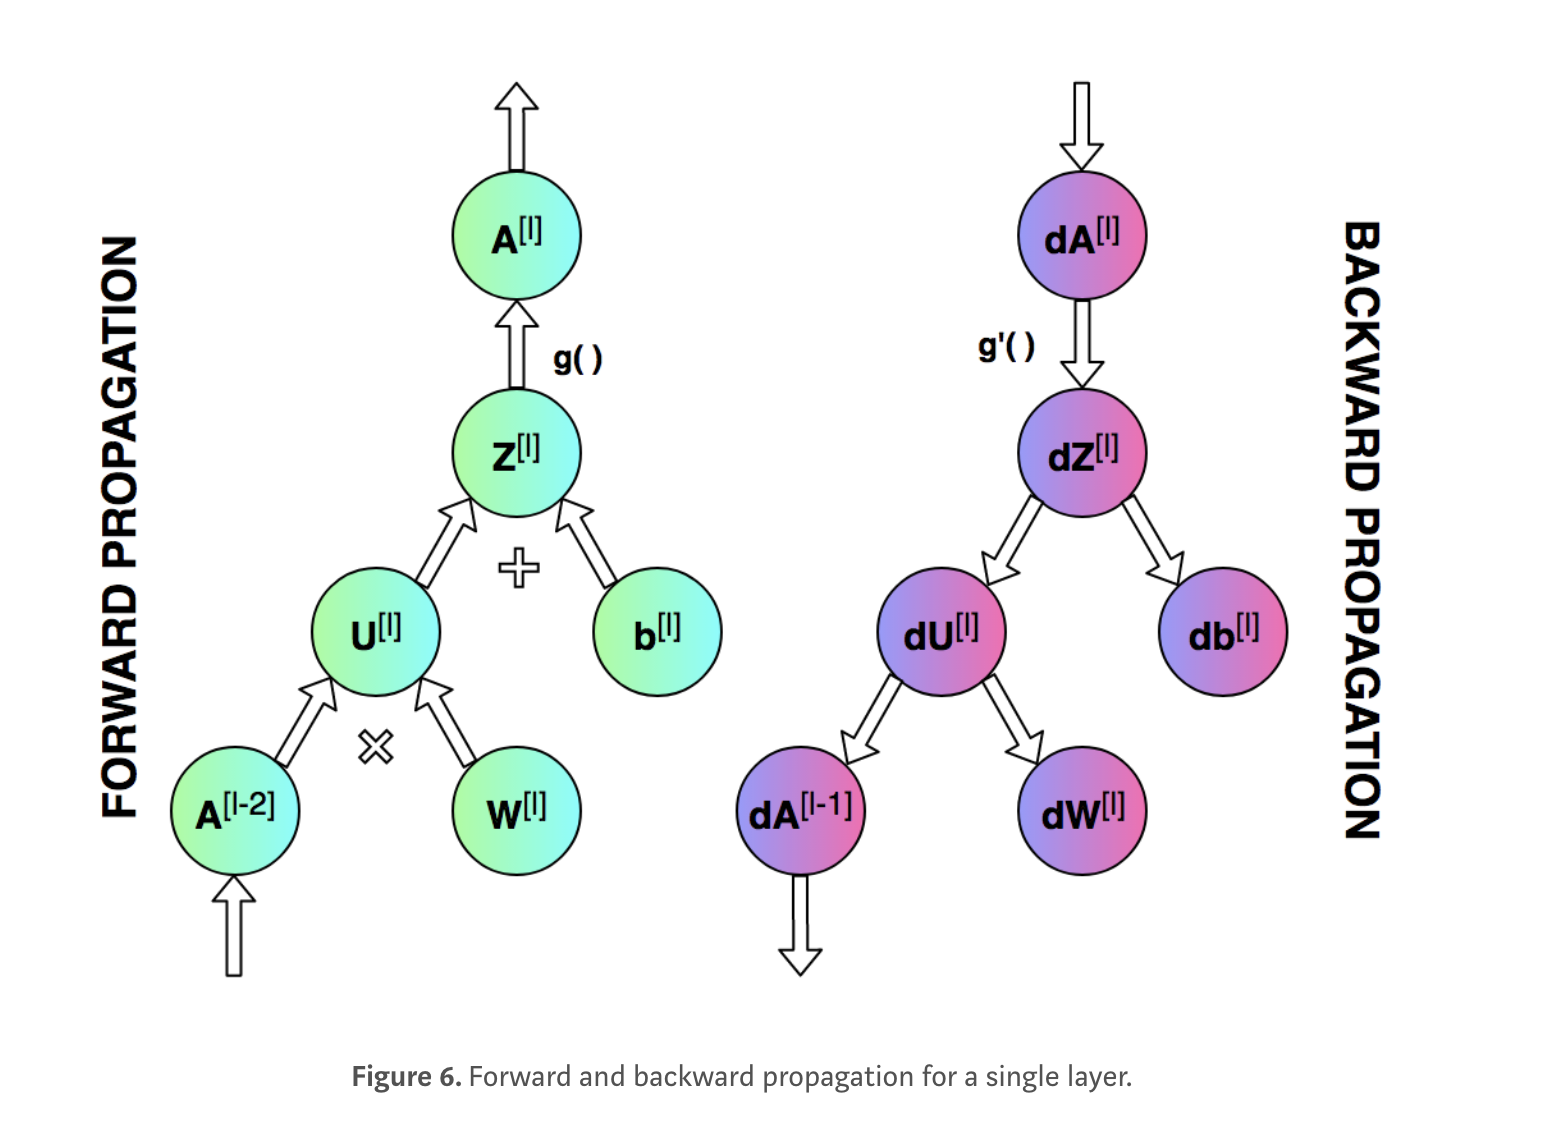 FORWARD PROPAGATION
A[l]
g( )
Z[l]
+
U[l]
b[l]
×
A[l-2]
W[l]
dA[l]
g'( )
dZ[l]
dU[l]
db[l]
dA[l-1]
dW[l]
BACKWARD PROPAGATION
Figure 6. Forward and backward propagation for a single layer.